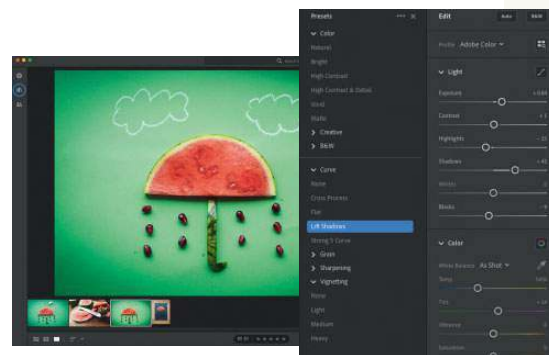 Presets
Color
Natural
Bright
High Contrast
High Contrast & Detail
Vivid
Matte
Creative
B&W
Curve
None
Cross Process
Flat
Lift Shadows
Strong S Curve
Grain
Sharpening
Vignetting
None
Light
Medium
Heavy
Edit
Auto
B&W
Profile Adobe Color
Light
Exposure
Contrast
Highlights
Shadows
Whites
Blacks
Color
White Balance As Shot
Temp
Tint
Vibrance
Saturation